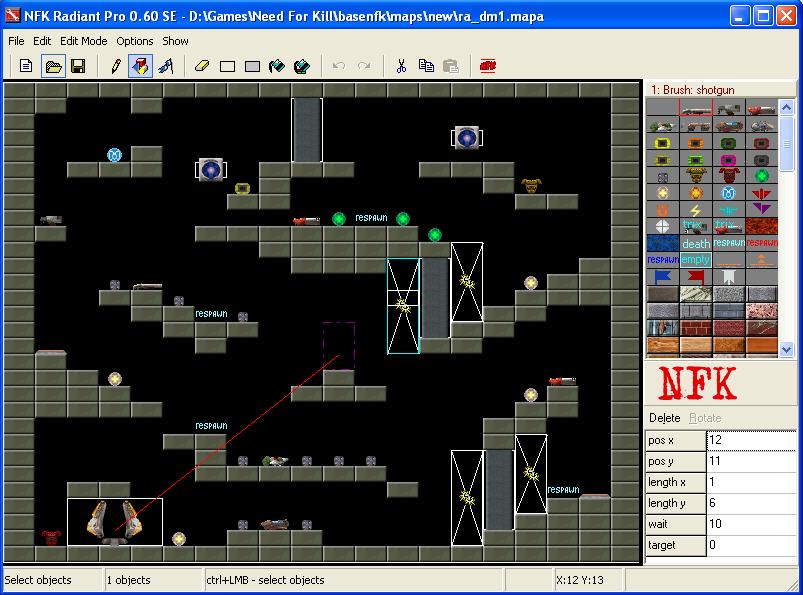 NFK Radiant Pro 0.60 SE - D:\Games\Need For Kill\basenfk\maps\new\ra_dm1.mapa
File Edit Edit Mode Options Show
1: Brush: shotgun
respawn
respawn
respawn
respawn
trix
trix
death
respawn
respawn
respawn
empty
NFK
Delete Rotate
pos x 12
pos y 11
length x 1
length y 6
wait 10
target 0
Select objects 1 objects ctrl+LMB - select objects X:12 Y:13